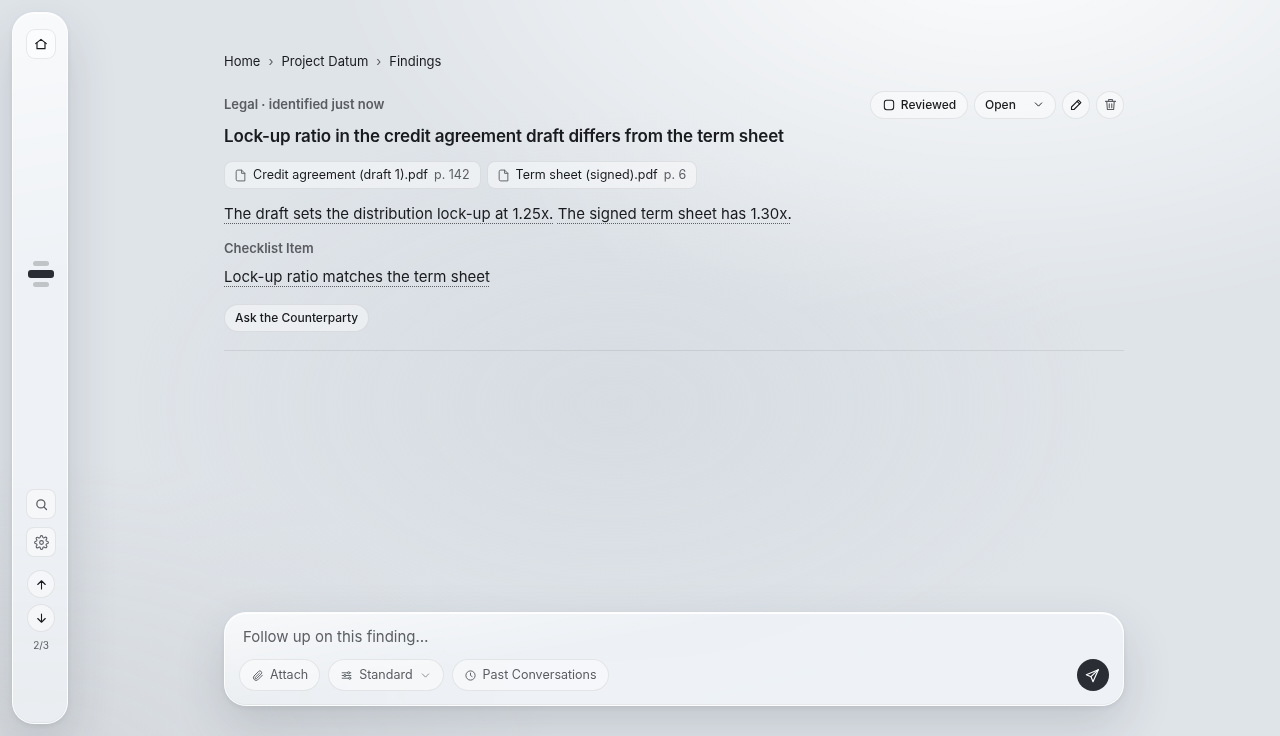 Home › Project Datum › Findings
Legal · identified just now
Reviewed
Open
Lock-up ratio in the credit agreement draft differs from the term sheet
Credit agreement (draft 1).pdf p. 142
Term sheet (signed).pdf p. 6
The draft sets the distribution lock-up at 1.25x. The signed term sheet has 1.30x.
Checklist Item
Lock-up ratio matches the term sheet
Ask the Counterparty
2/3
Follow up on this finding...
Attach
Standard
Past Conversations